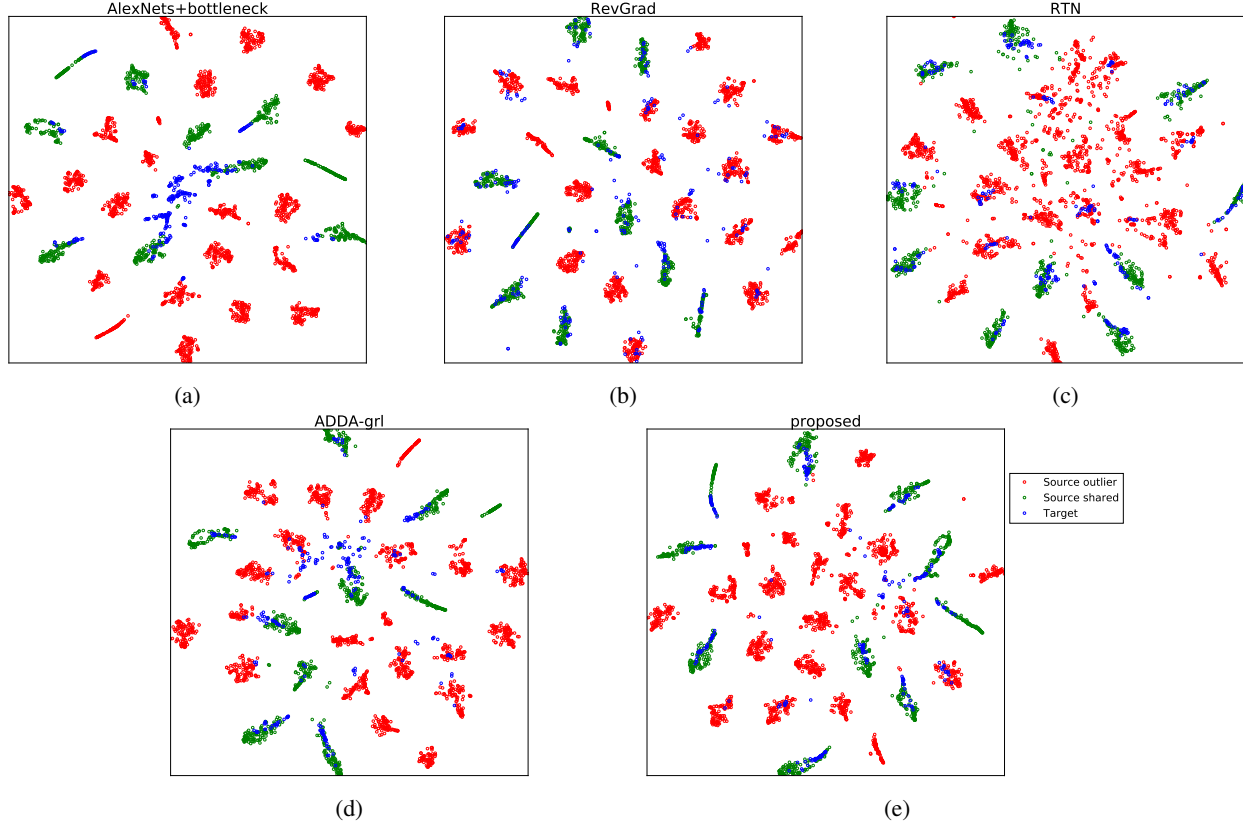 AlexNets+bottleneck
RevGrad
RTN
(a)
(b)
(c)
ADDA-grl
proposed
Source outlier
Source shared
Target
(d)
(e)